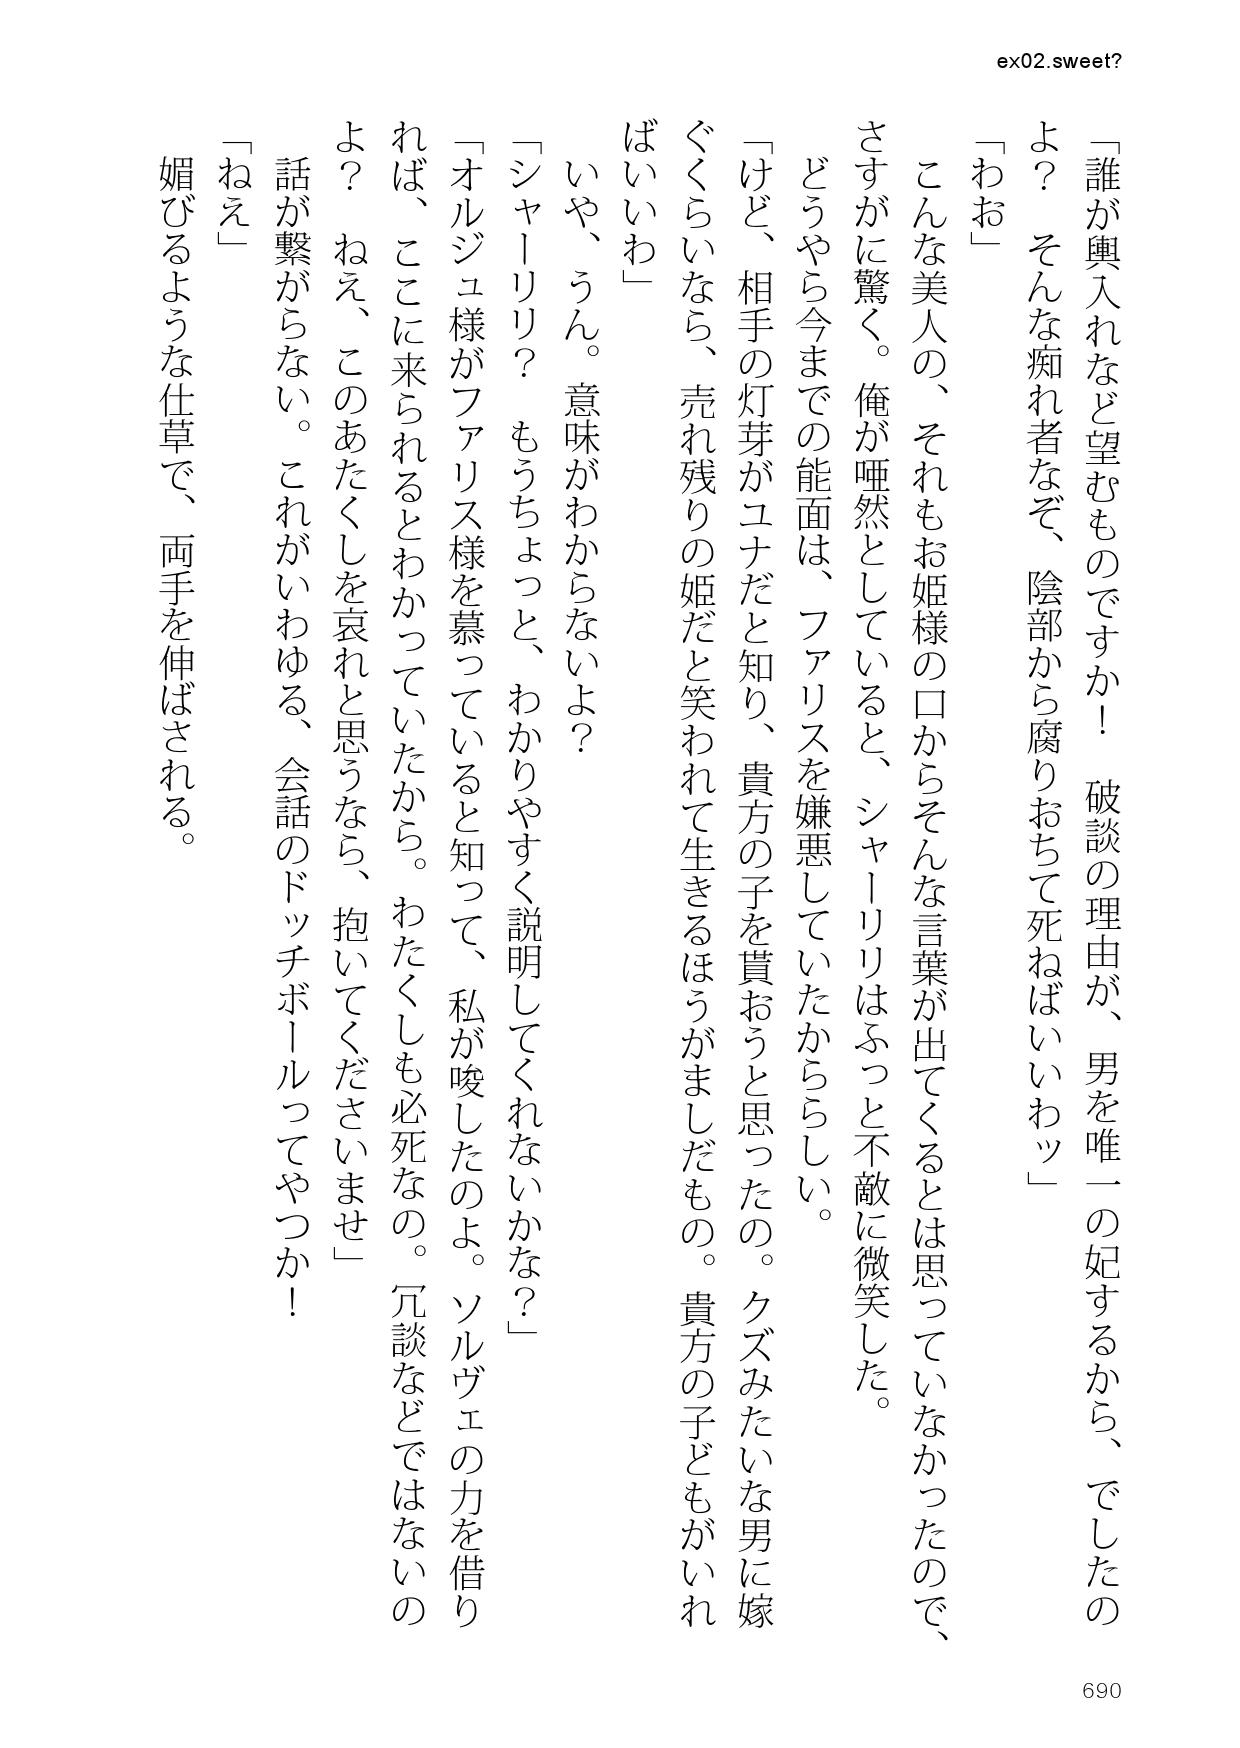 ex02.sweet?
「誰が輿入れなど望むものですか！　破談の理由が、男を唯一の妃するから、でしたの
よ？　そんな痴れ者なぞ、陰部から腐りおちて死ねばいいわッ」
「わお」
　こんな美人の、それもお姫様の口からそんな言葉が出てくるとは思っていなかったので、
さすがに驚く。俺が唖然としていると、シャーリリはふっと不敵に微笑した。
　どうやら今までの能面は、ファリスを嫌悪していたかららしい。
「けど、相手の灯芽がユナだと知り、貴方の子を貰おうと思ったの。クズみたいな男に嫁
ぐくらいなら、売れ残りの姫だと笑われて生きるほうがましだもの。貴方の子どもがいれ
ばいいわ」
　いや、うん。意味がわからないよ？
「シャーリリ？　もうちょっと、わかりやすく説明してくれないかな？」
「オルジュ様がファリス様を慕っていると知って、私が唆したのよ。ソルヴェの力を借り
れば、ここに来られるとわかっていたから。わたくしも必死なの。冗談などではないの
よ？　ねえ、このあたくしを哀れと思うなら、抱いてくださいませ」
　話が繋がらない。これがいわゆる、会話のドッチボールってやつか！
「ねえ」
　媚びるような仕草で、両手を伸ばされる。
690